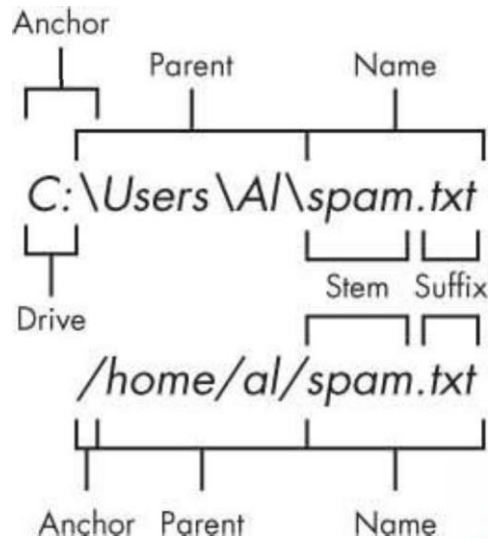 Anchor
Parent Name
C:\Users\Al\spam.txt
Stem Suffix
Drive
/home/al/spam.txt
Anchor Parent Name